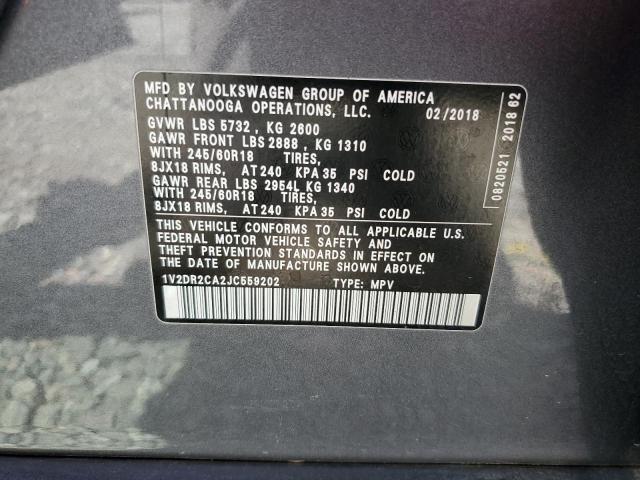 MFD BY VOLKSWAGEN GROUP OF AMERICA
CHATTANOOGA OPERATIONS, LLC. 02/2018
GVWR LBS 5732 , KG 2600
GAWR FRONT LBS 2888 , KG 1310
WITH 245/60R18 TIRES,
8JX18 RIMS, AT 240 KPA 35 PSI COLD
GAWR REAR LBS 2954L KG 1340
WITH 245/60R18 TIRES,
8JX18 RIMS, AT 240 KPA 35 PSI COLD
THIS VEHICLE CONFORMS TO ALL APPLICABLE U.S.
FEDERAL MOTOR VEHICLE SAFETY AND
THEFT PREVENTION STANDARDS IN EFFECT ON
THE DATE OF MANUFACTURE SHOWN ABOVE.
1V2DR2CA2JC559202 TYPE: MPV
0820521 2018 62